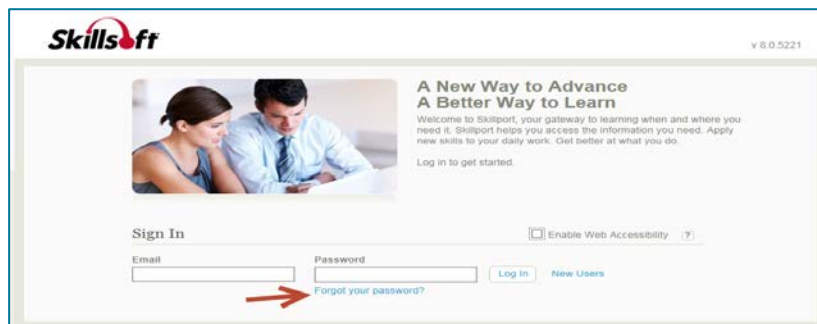 Skillsoft
v 8.0.5221
A New Way to Advance
A Better Way to Learn
Welcome to Skillport, your gateway to learning when and where you
need it. Skillport helps you access the information you need. Apply
new skills to your daily work. Get better at what you do.
Log in to get started.
Sign In
Enable Web Accessibility ?
Email
Password
Log In
New Users
Forgot your password?